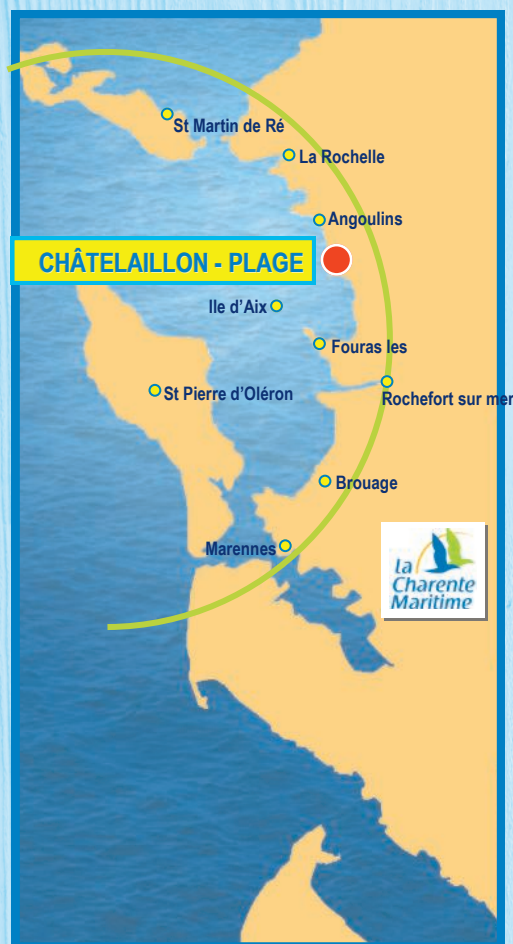 St Martin de Ré
La Rochelle
Angoulins
CHÂTELAILLON - PLAGE
Ile d'Aix
Fouras les
St Pierre d'Oléron
Rochefort sur mer
Brouage
Marennes
la
Charente
Maritime